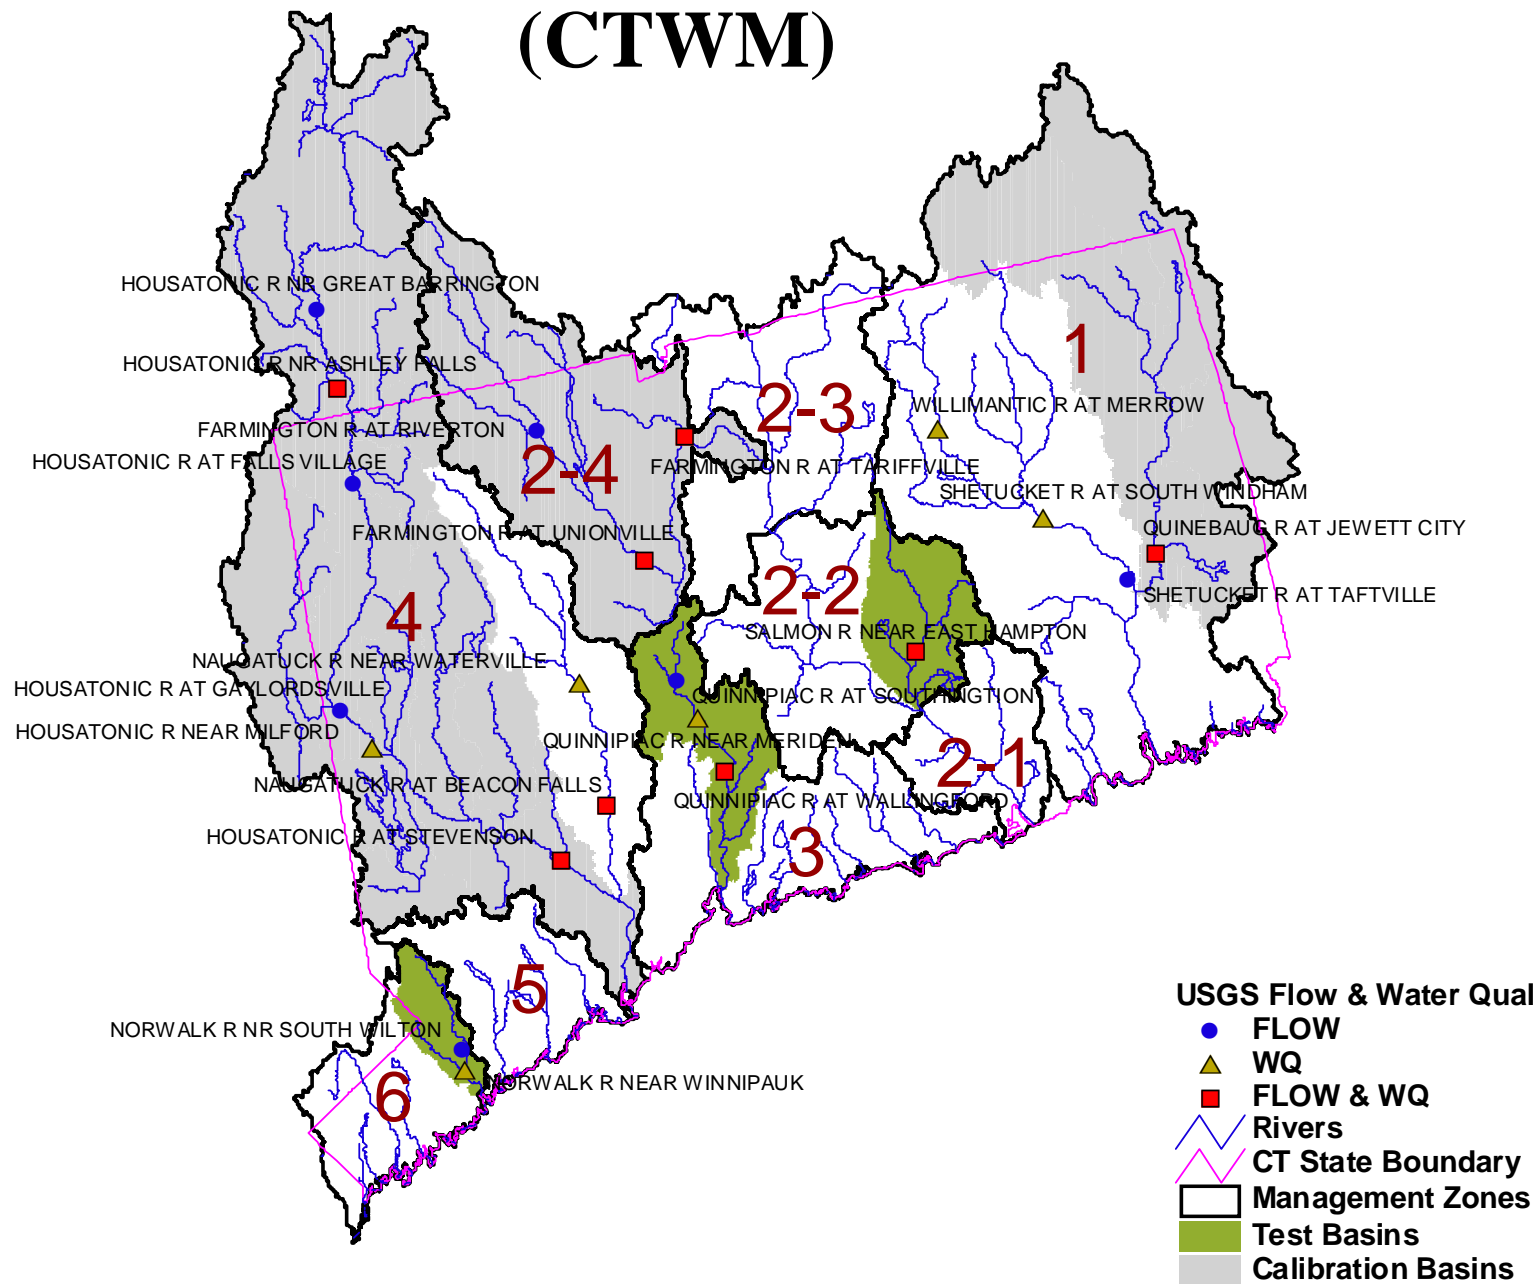 (CTWM)
HOUSATONIC R NR GREAT BARRINGTON
1
HOUSATONIC R NR ASHLEY FALLS
2-3
WILLIMANTIC R AT MERROW
FARMINGTON R AT RIVERTON
HOUSATONIC R AT FALLS VILLAGE
2-4
FARMINGTON R AT TARIFFVILLE
SHETUCKET R AT SOUTH WINDHAM
FARMINGTON R AT UNIONVILLE
QUINEBAUG R AT JEWETT CITY
2-2
SHETUCKET R AT TAFTVILLE
4
SALMON R NEAR EAST HAMPTON
NAUGATUCK R NEAR WATERVILLE
HOUSATONIC R AT GAYLORDSVILLE
QUINNIPIAC R AT SOUTHINGTION
HOUSATONIC R NEAR MILFORD
QUINNIPIAC R NEAR MERIDEN
2-1
NAUGATUCK R AT BEACON FALLS
QUINNIPIAC R AT WALLINGFORD
HOUSATONIC R AT STEVENSON
3
5
NORWALK R NR SOUTH WILTON
NORWALK R NEAR WINNIPAUK
6
USGS Flow & Water Qual
FLOW
WQ
FLOW & WQ
Rivers
CT State Boundary
Management Zones
Test Basins
Calibration Basins